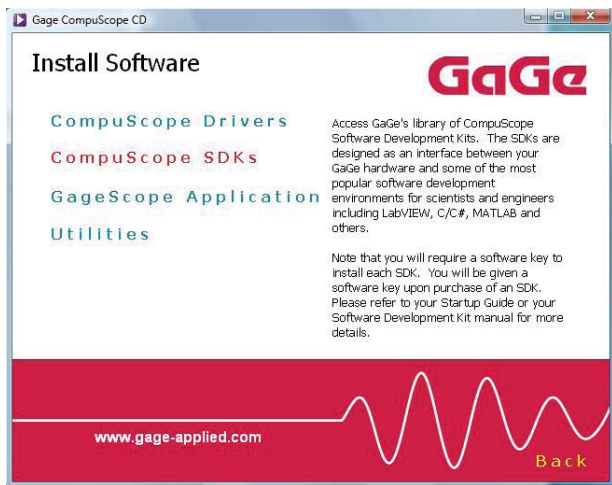 Gage CompuScope CD
Install Software
GaGe
CompuScope Drivers
CompuScope SDKs
GageScope Application
Utilities
Access GaGe's library of CompuScope
Software Development Kits. The SDKs are
designed as an interface between your
GaGe hardware and some of the most
popular software development
environments for scientists and engineers
including LabVIEW, C/C#, MATLAB and
others.
Note that you will require a software key to
install each SDK. You will be given a
software key upon purchase of an SDK.
Please refer to your Startup Guide or your
Software Development Kit manual for more
details.
www.gage-applied.com
Back